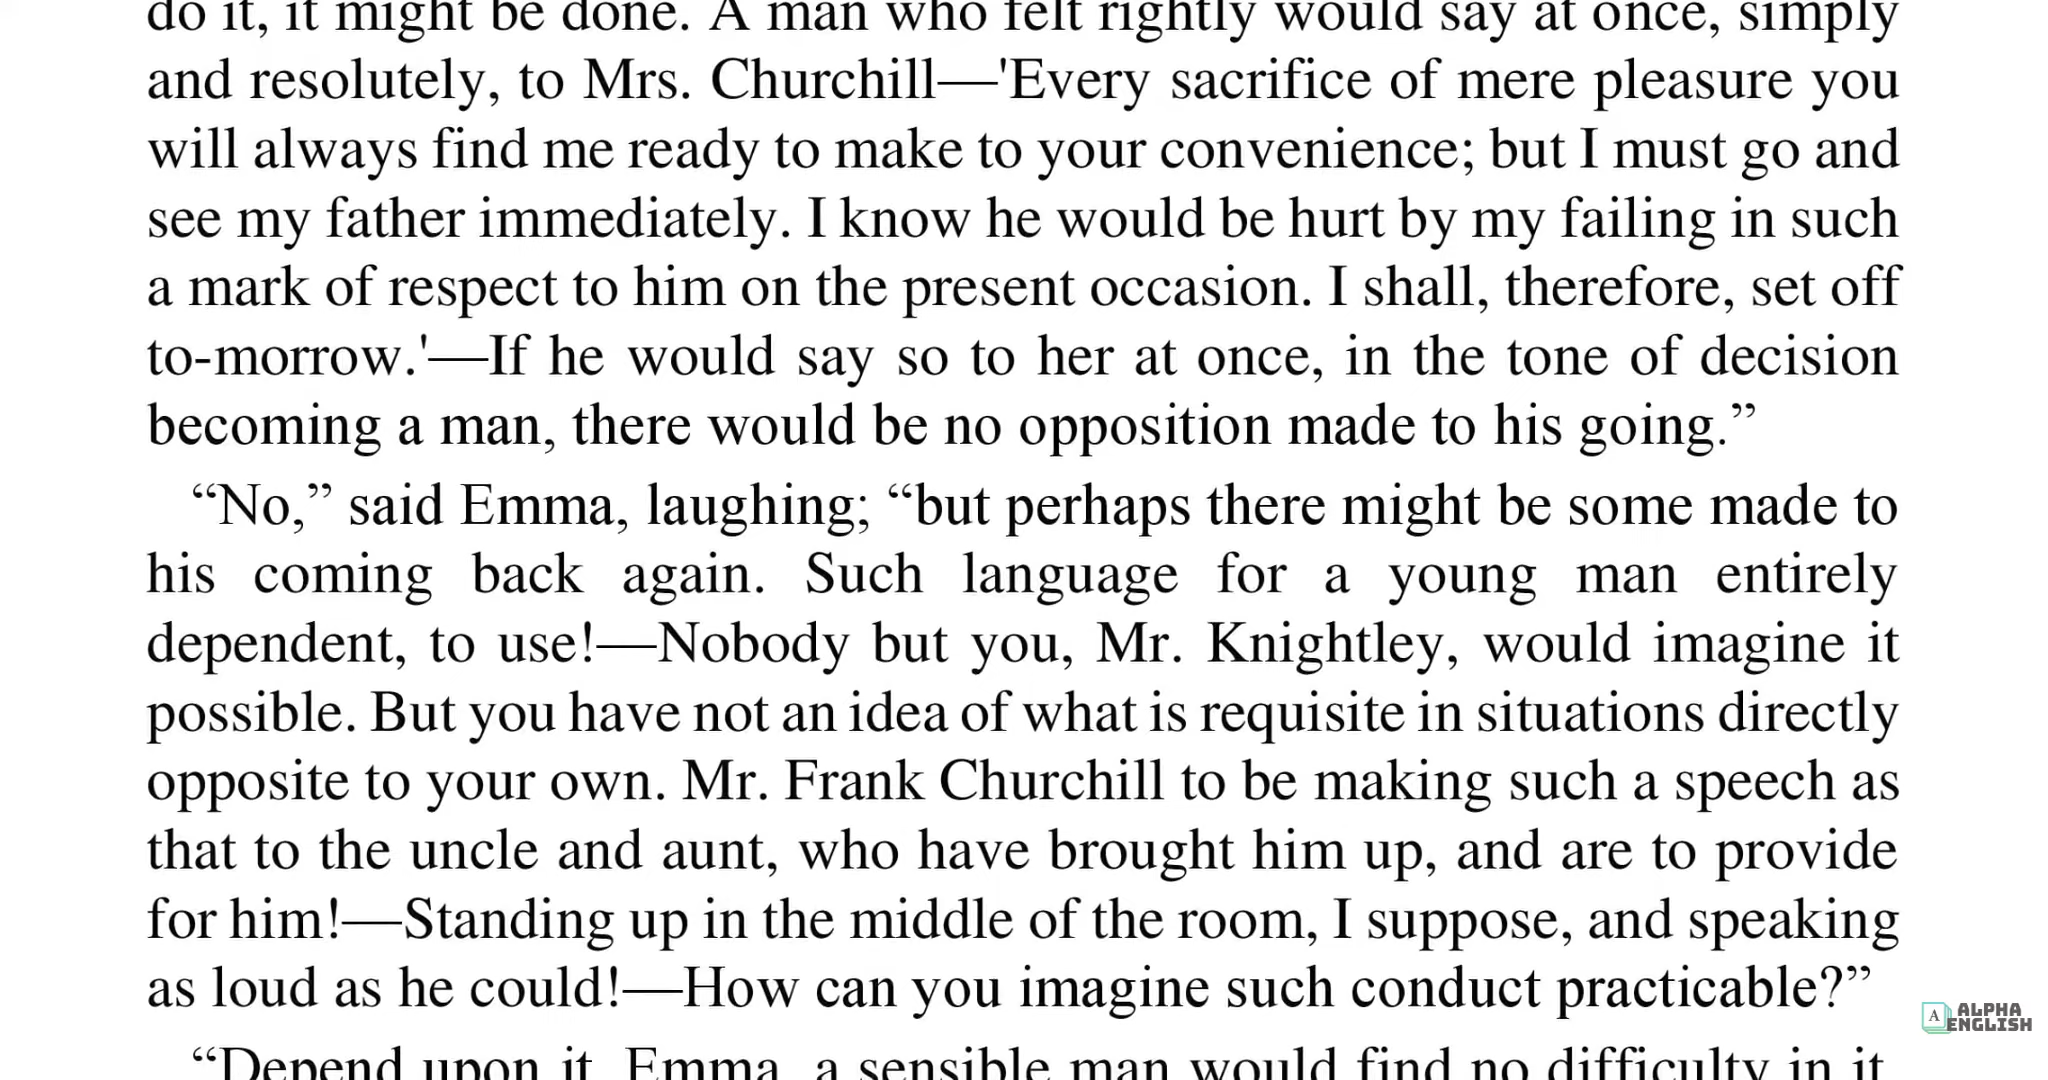 do it, it might be done. A man who felt rightly would say at once, simply
and resolutely, to Mrs. Churchill—'Every sacrifice of mere pleasure you
will always find me ready to make to your convenience; but I must go and
see my father immediately. I know he would be hurt by my failing in such
a mark of respect to him on the present occasion. I shall, therefore, set off
to-morrow.'—If he would say so to her at once, in the tone of decision
becoming a man, there would be no opposition made to his going.”
“No,” said Emma, laughing; “but perhaps there might be some made to
his coming back again. Such language for a young man entirely
dependent, to use!—Nobody but you, Mr. Knightley, would imagine it
possible. But you have not an idea of what is requisite in situations directly
opposite to your own. Mr. Frank Churchill to be making such a speech as
that to the uncle and aunt, who have brought him up, and are to provide
for him!—Standing up in the middle of the room, I suppose, and speaking
as loud as he could!—How can you imagine such conduct practicable?”
“Depend upon it, Emma, a sensible man would find no difficulty in it.
A ALPHA
ENGLISH